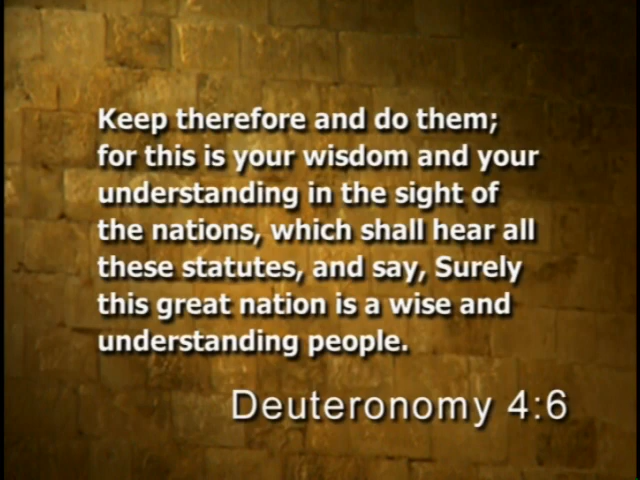 Keep therefore and do them;
for this is your wisdom and your
understanding in the sight of
the nations, which shall hear all
these statutes, and say, Surely
this great nation is a wise and
understanding people.
Deuteronomy 4:6